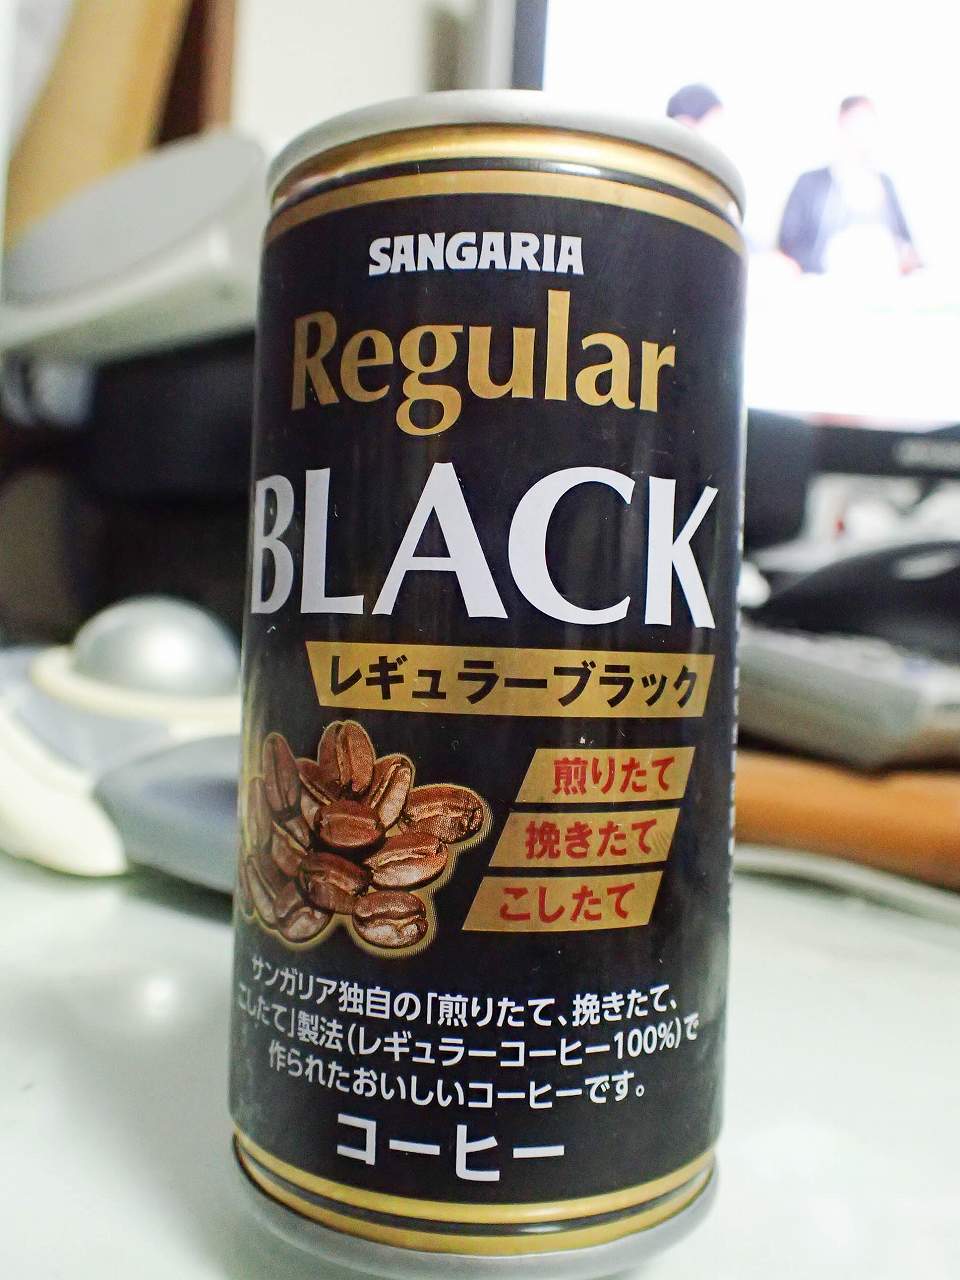 SANGARIA
Regular
BLACK
レギュラーブラック
煎りたて
挽きたて
こしたて
サンガリア独自の「煎りたて、挽きたて、
こしたて」製法(レギュラーコーヒー100%)で
作られたおいしいコーヒーです。
コーヒー